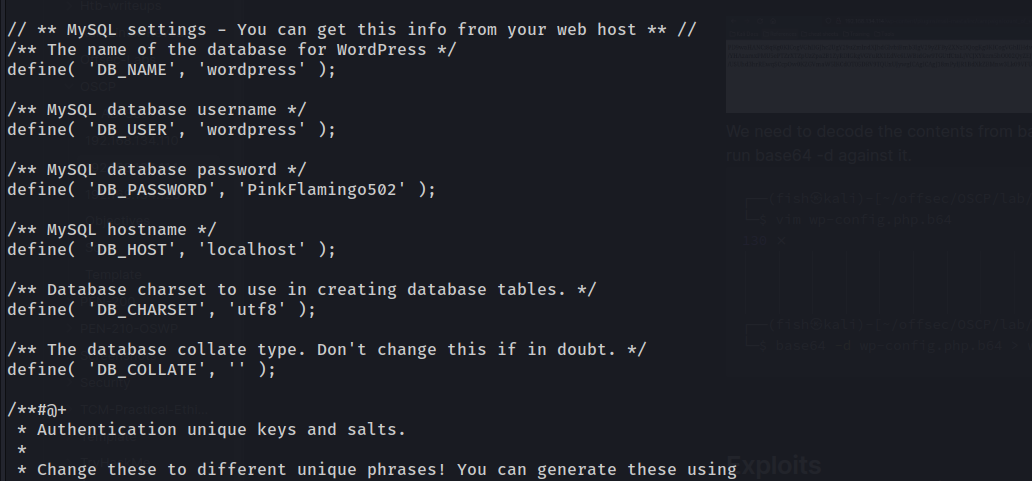 // ** MySQL settings - You can get this info from your web host ** //
/** The name of the database for WordPress */
define( 'DB_NAME', 'wordpress' );
/** MySQL database username */
define( 'DB_USER', 'wordpress' );
/** MySQL database password */
define( 'DB_PASSWORD', 'PinkFlamingo502' );
/** MySQL hostname */
define( 'DB_HOST', 'localhost' );
/** Database charset to use in creating database tables. */
define( 'DB_CHARSET', 'utf8' );
/** The database collate type. Don't change this if in doubt. */
define( 'DB_COLLATE', '' );
/**#@+
* Authentication unique keys and salts.
*
* Change these to different unique phrases! You can generate these using
We need to decode the contents from ba
run base64 -d against it.
Exploits